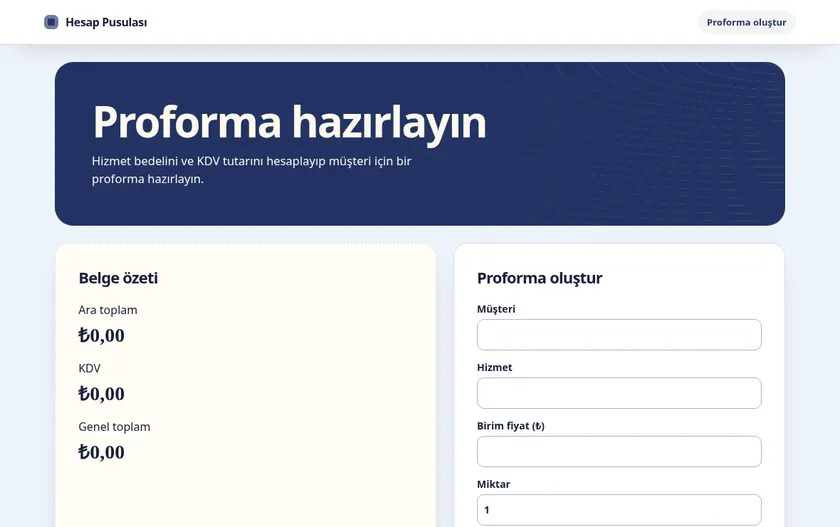 Hesap Pusulası
Proforma oluştur
Proforma hazırlayın
Hizmet bedelini ve KDV tutarını hesaplayıp müşteri için bir
proforma hazırlayın.
Belge özeti
Ara toplam
₺0,00
KDV
₺0,00
Genel toplam
₺0,00
Proforma oluştur
Müşteri
Hizmet
Birim fiyat (₺)
Miktar
1